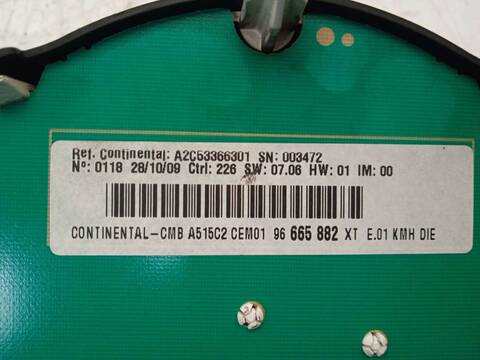 Ref. Continental: A2C53366301 SN: 003472
Nº: 0118 28/10/09 Ctrl: 226 SW: 07.06 HW: 01 IM: 00
CONTINENTAL-CMB A515C2 CEM01 96 665 882 XT E.01 KMH DIE